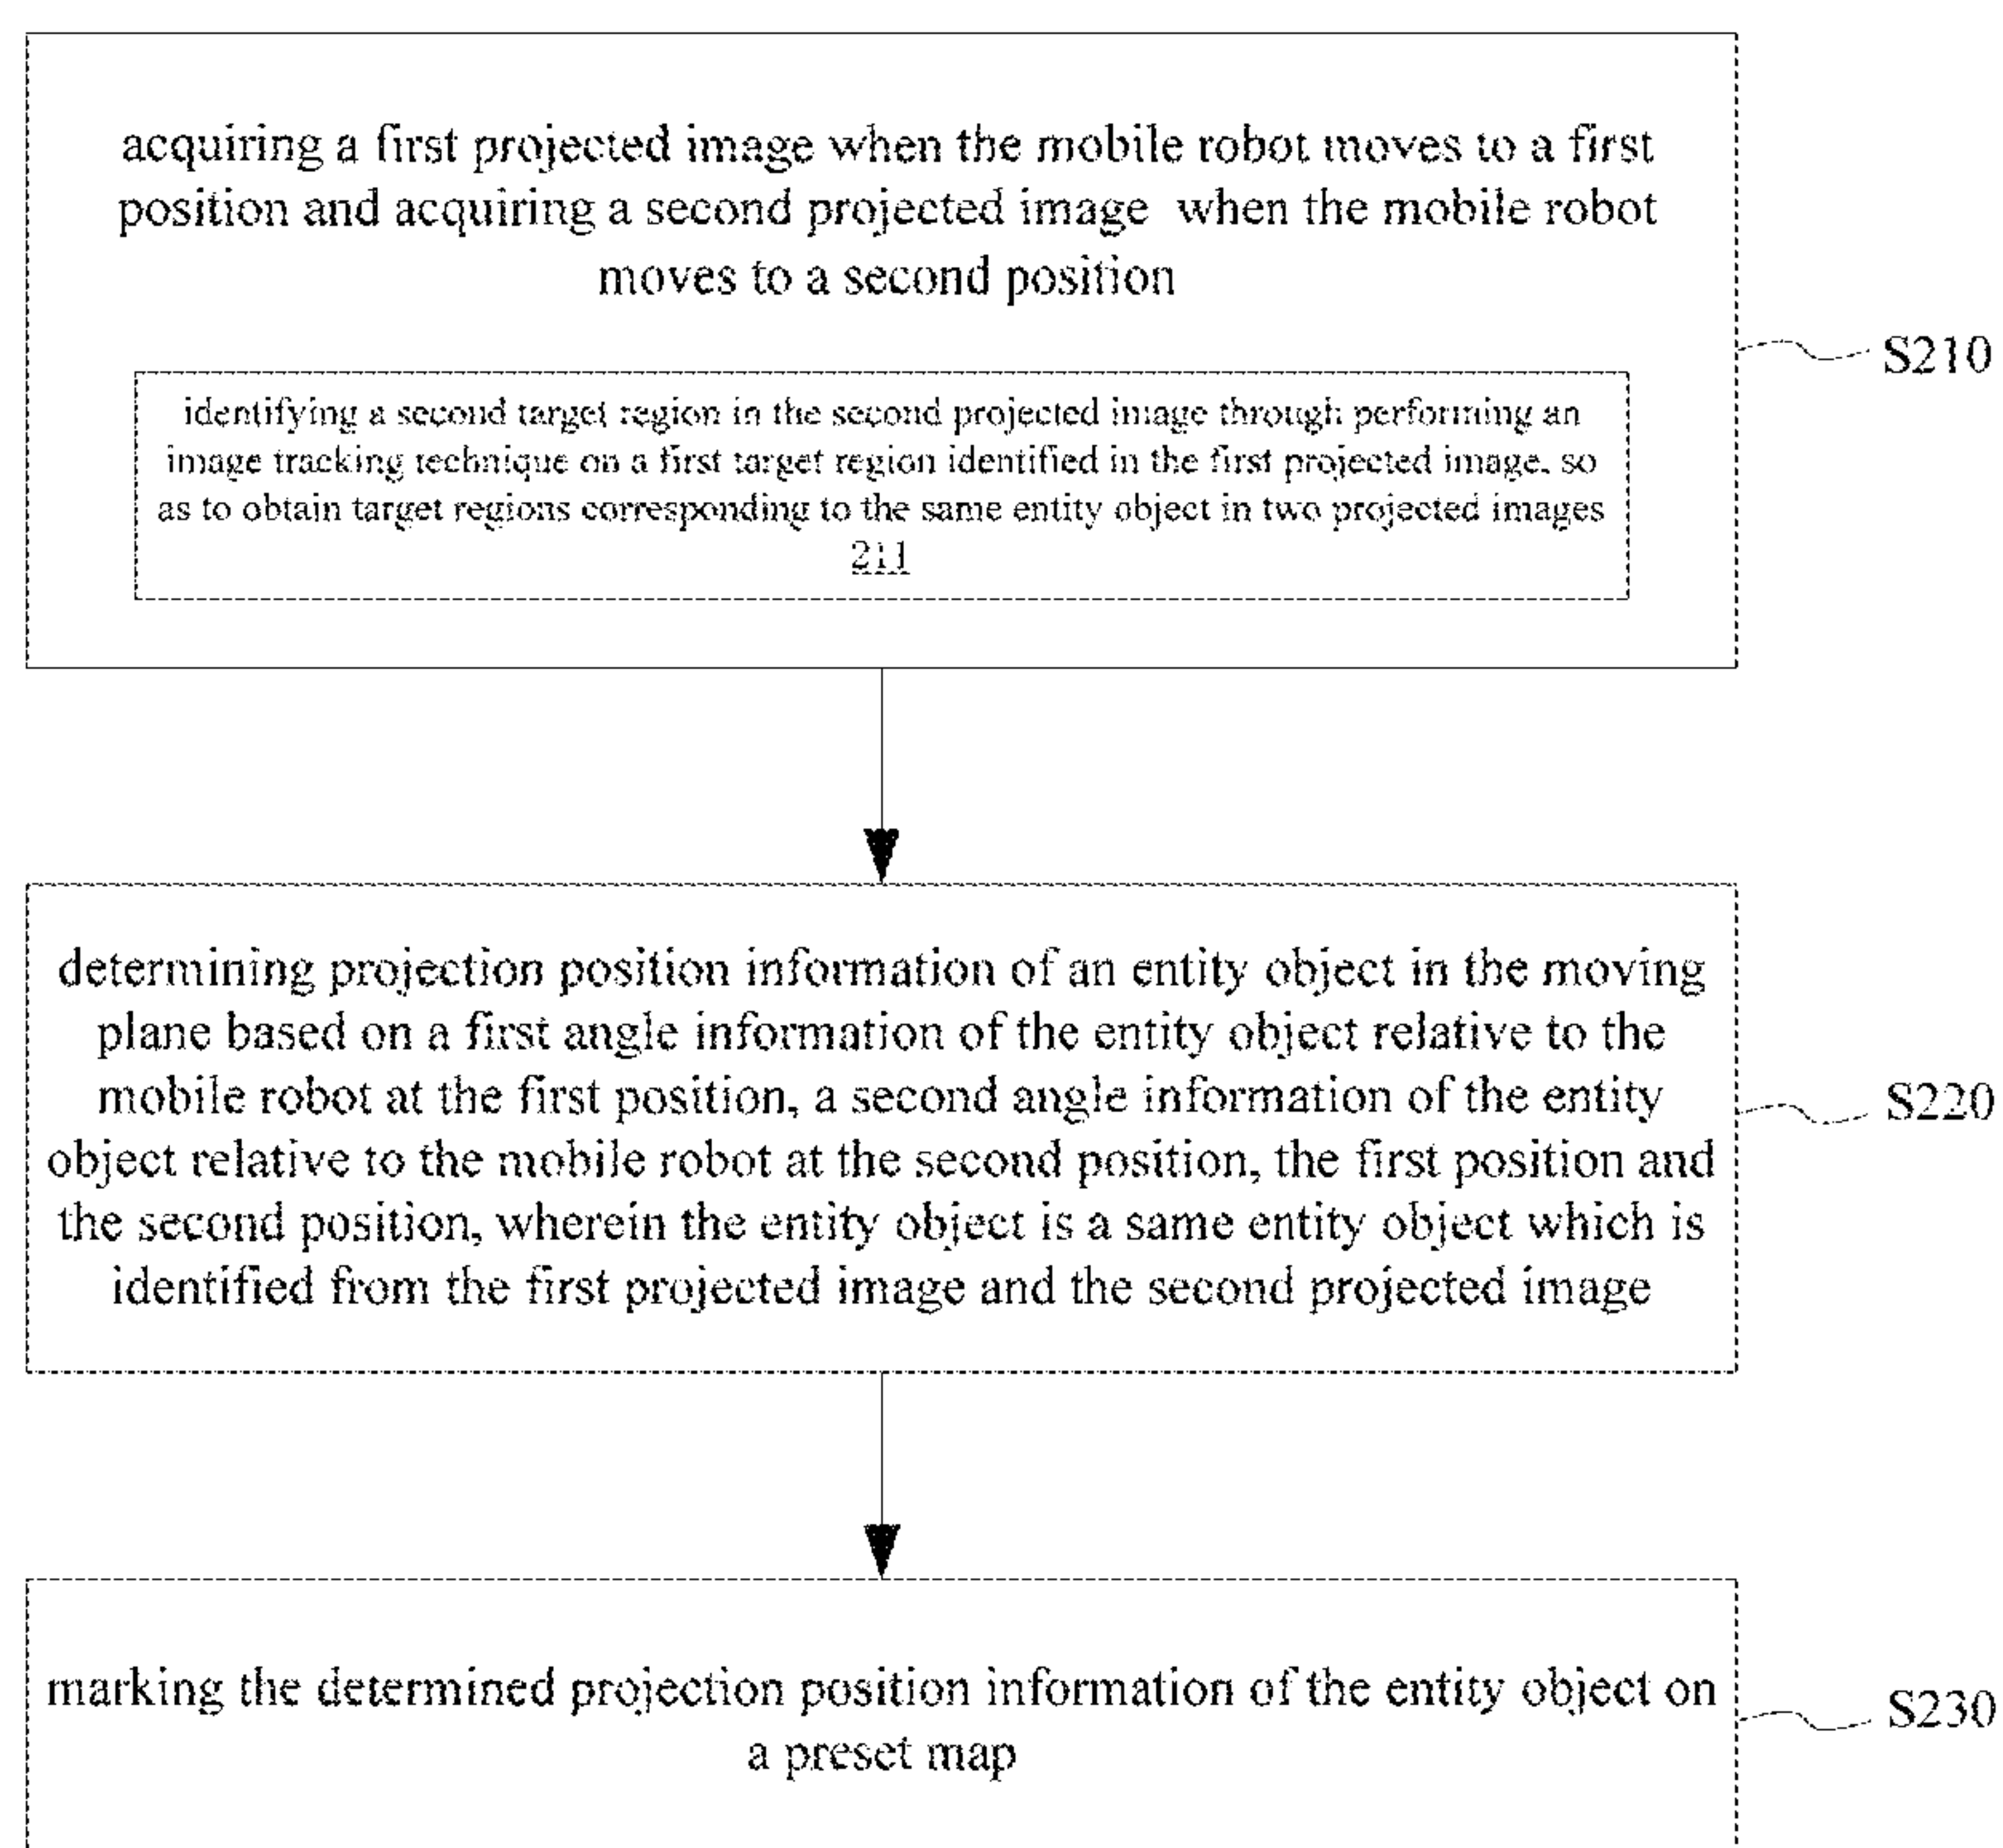 acquiring a first projected image when the mobile robot moves to a first
position and acquiring a second projected image when the mobile robot
moves to a second position
S210
identifying a second target region in the second projected image through performing an
image tracking technique on a first target region identified in the first projected image, so
as to obtain target regions corresponding to the same entity object in two projected images
211
determining projection position information of an entity object in the moving
plane based on a first angle information of the entity object relative to the
mobile robot at the first position, a second angle information of the entity
object relative to the mobile robot at the second position, the first position and
the second position, wherein the entity object is a same entity object which is
identified from the first projected image and the second projected image
S220
marking the determined projection position information of the entity object on
a preset map
S230